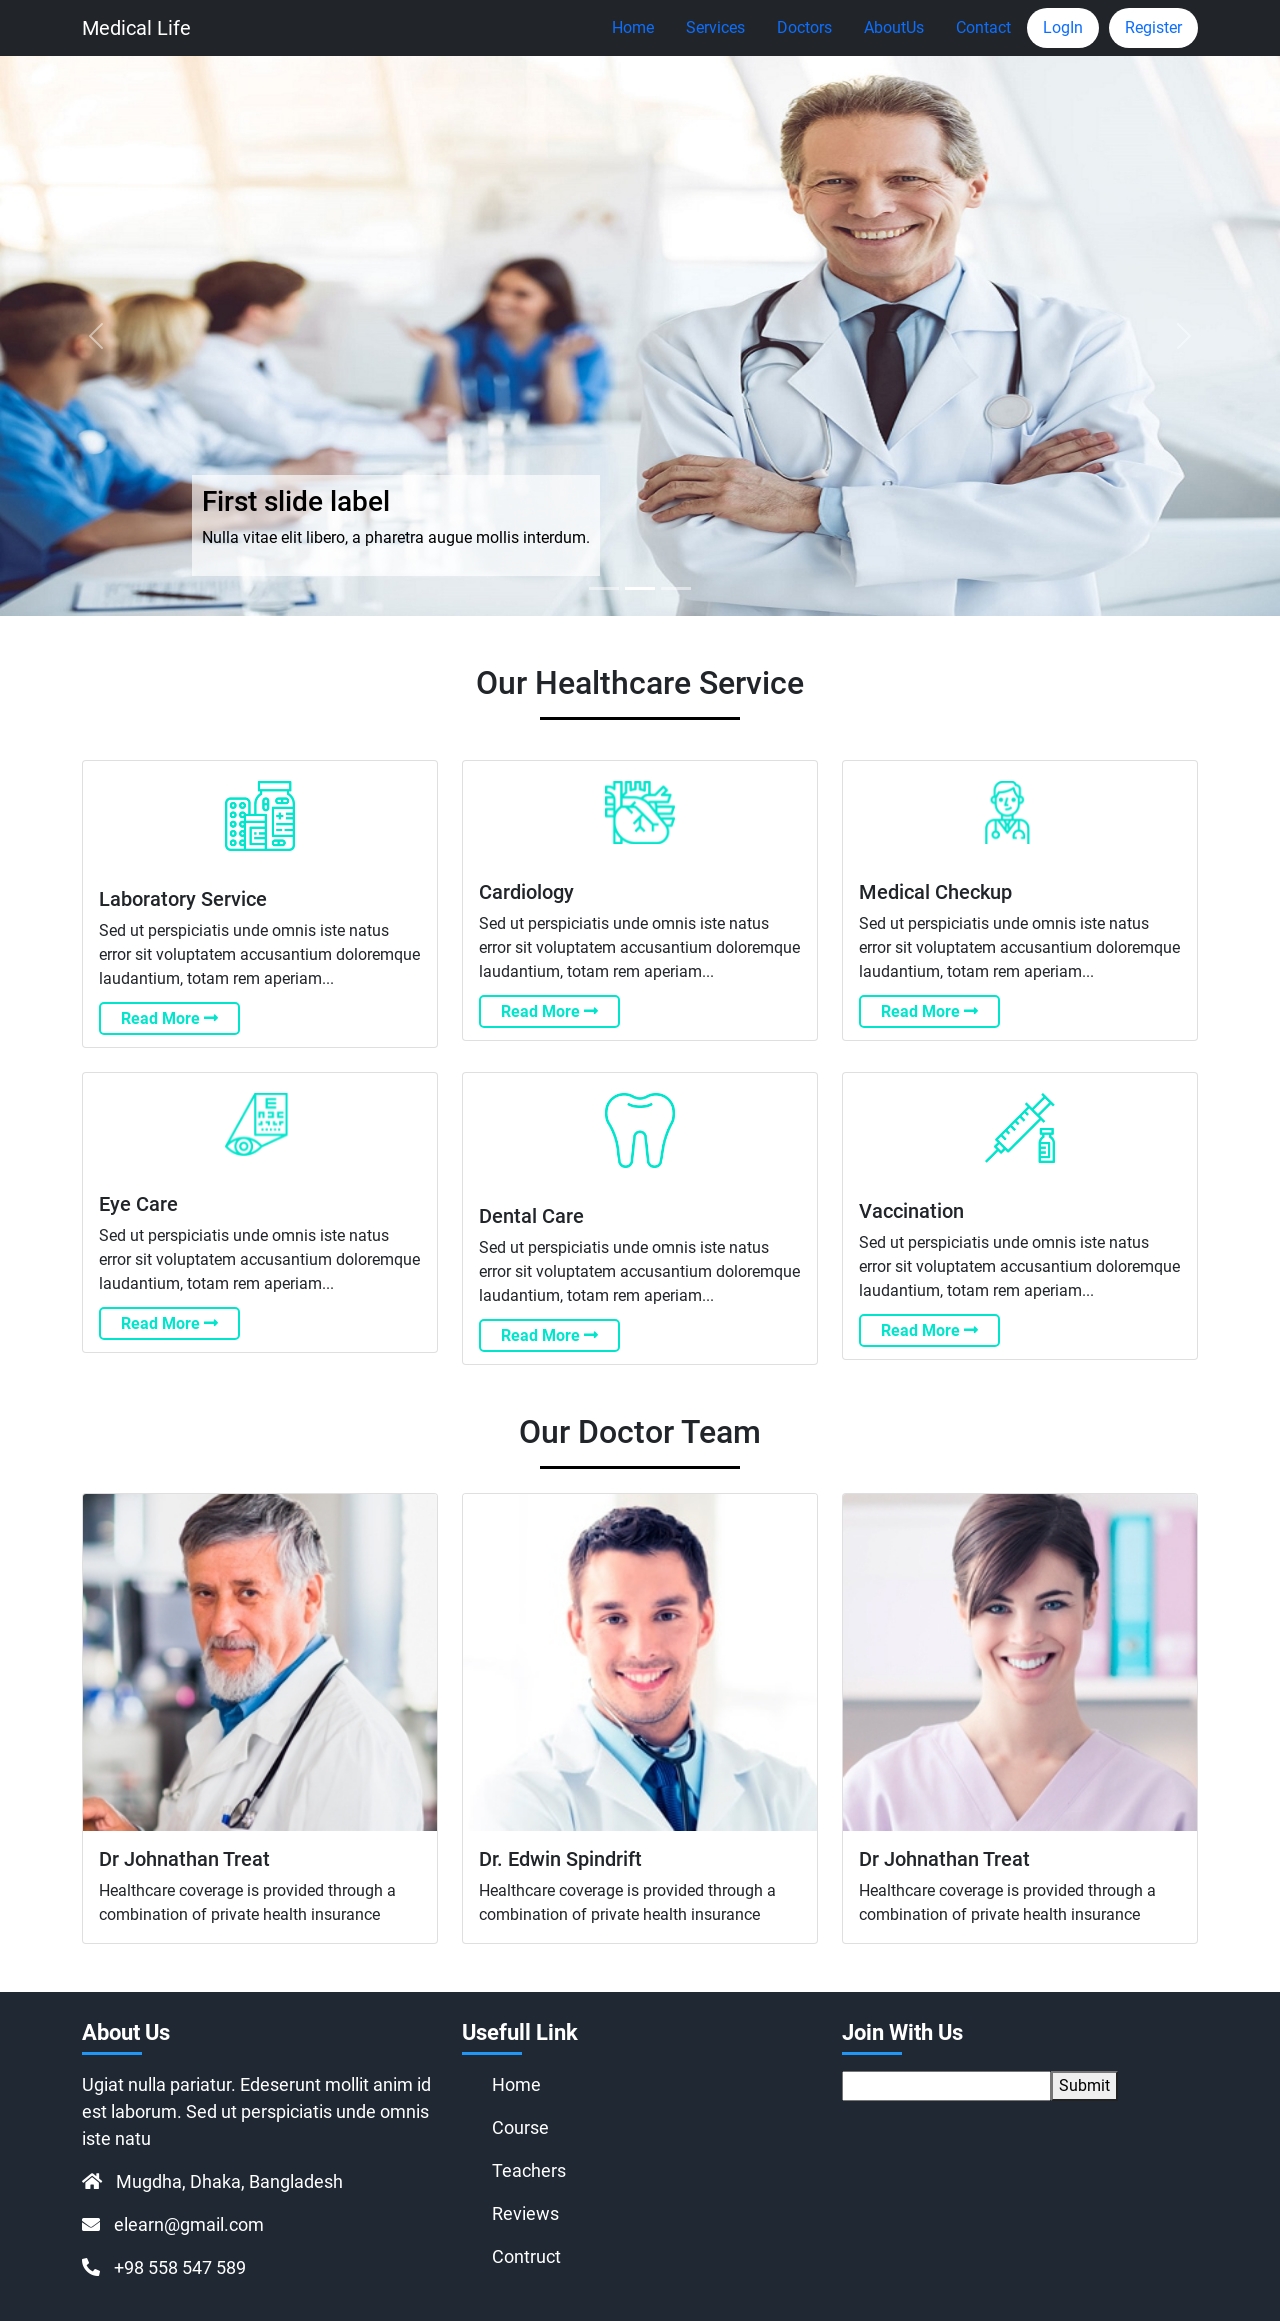 Medical Life
Home Services Doctors AboutUs Contact LogIn Register
First slide label
Nulla vitae elit libero, a pharetra augue mollis interdum.
Our Healthcare Service
Laboratory Service
Sed ut perspiciatis unde omnis iste natus
error sit voluptatem accusantium doloremque
laudantium, totam rem aperiam...
Read More
Cardiology
Sed ut perspiciatis unde omnis iste natus
error sit voluptatem accusantium doloremque
laudantium, totam rem aperiam...
Read More
Medical Checkup
Sed ut perspiciatis unde omnis iste natus
error sit voluptatem accusantium doloremque
laudantium, totam rem aperiam...
Read More
Eye Care
Sed ut perspiciatis unde omnis iste natus
error sit voluptatem accusantium doloremque
laudantium, totam rem aperiam...
Read More
Dental Care
Sed ut perspiciatis unde omnis iste natus
error sit voluptatem accusantium doloremque
laudantium, totam rem aperiam...
Read More
Vaccination
Sed ut perspiciatis unde omnis iste natus
error sit voluptatem accusantium doloremque
laudantium, totam rem aperiam...
Read More
Our Doctor Team
Dr Johnathan Treat
Healthcare coverage is provided through a
combination of private health insurance
Dr. Edwin Spindrift
Healthcare coverage is provided through a
combination of private health insurance
Dr Johnathan Treat
Healthcare coverage is provided through a
combination of private health insurance
About Us
Ugiat nulla pariatur. Edeserunt mollit anim id
est laborum. Sed ut perspiciatis unde omnis
iste natu
Mugdha, Dhaka, Bangladesh
elearn@gmail.com
+98 558 547 589
Usefull Link
Home
Course
Teachers
Reviews
Contruct
Join With Us
Submit